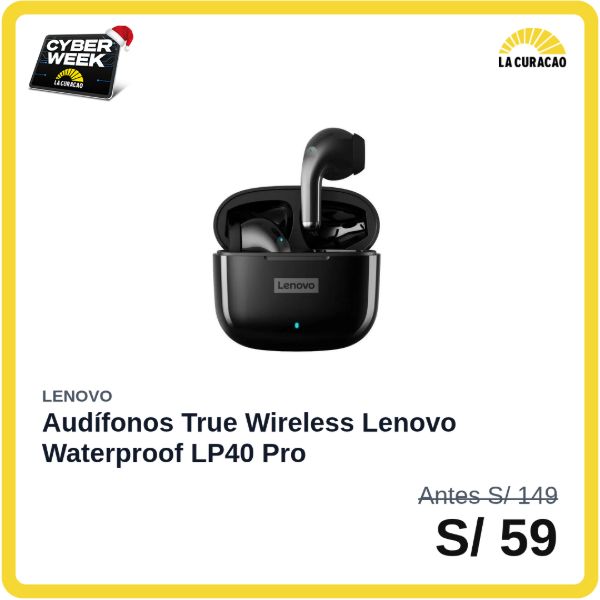 CYBER
WEEK
LA CURACAO
LA CURACAO
Lenovo
LENOVO
Audífonos True Wireless Lenovo
Waterproof LP40 Pro
Antes S/ 149
S/ 59